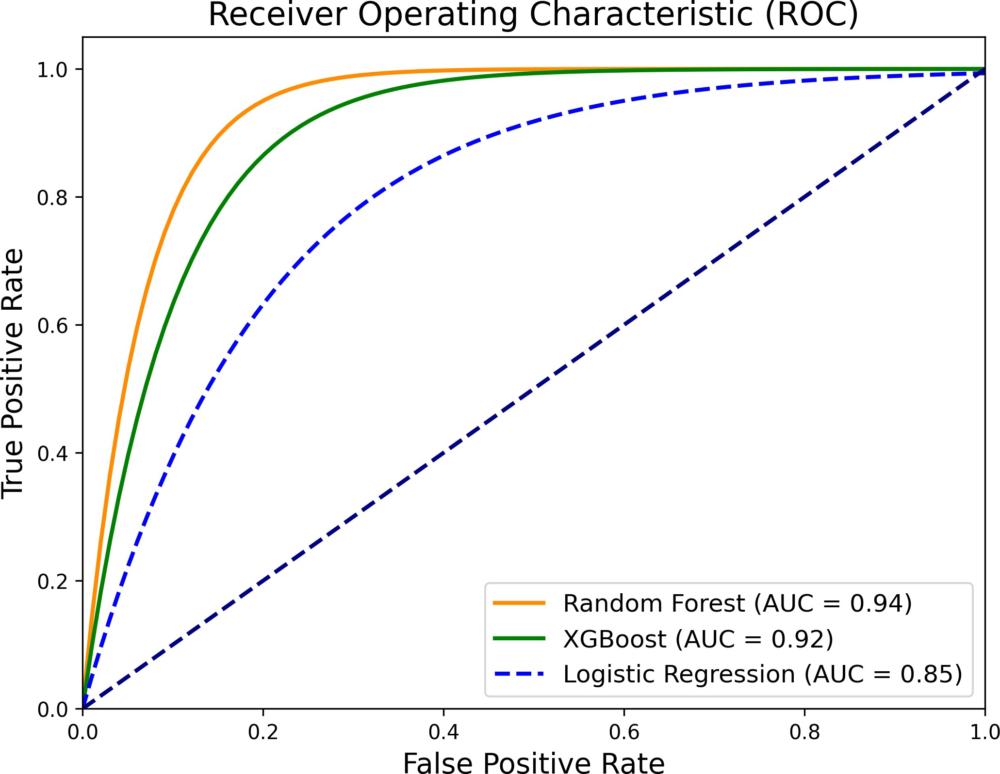 Receiver Operating Characteristic (ROC)
True Positive Rate
1.0
0.8
0.6
0.4
0.2
0.0
Random Forest (AUC = 0.94)
XGBoost (AUC = 0.92)
Logistic Regression (AUC = 0.85)
0.0 0.2 0.4 0.6 0.8 1.0
False Positive Rate